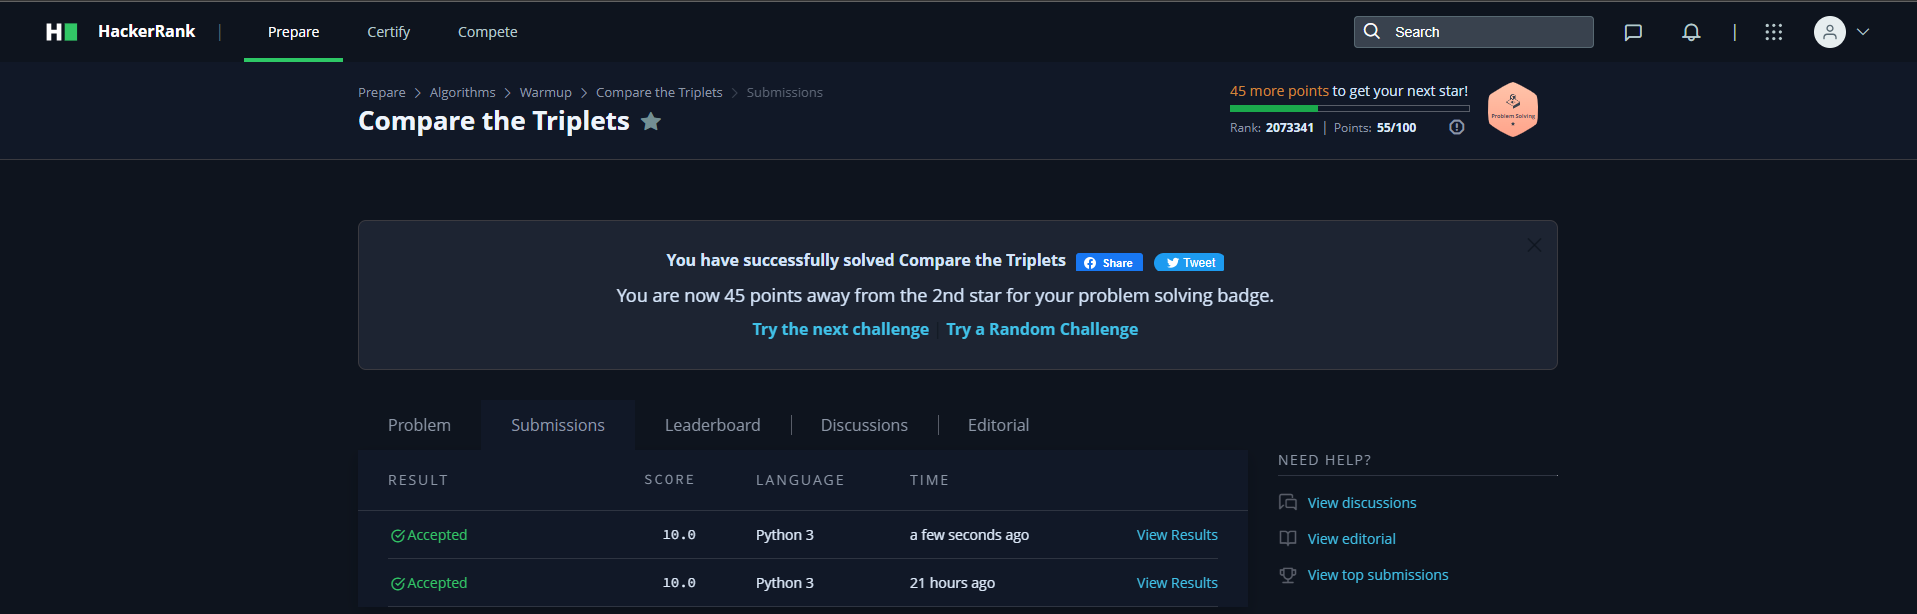 H HackerRank | Prepare Certify Compete Search |
Prepare > Algorithms > Warmup > Compare the Triplets > Submissions
Compare the Triplets
45 more points to get your next star!
Rank: 2073341 | Points: 55/100
Problem Solving
You have successfully solved Compare the Triplets Share Tweet
You are now 45 points away from the 2nd star for your problem solving badge.
Try the next challenge | Try a Random Challenge
Problem Submissions Leaderboard | Discussions | Editorial
RESULT SCORE LANGUAGE TIME
Accepted 10.0 Python 3 a few seconds ago View Results
Accepted 10.0 Python 3 21 hours ago View Results
NEED HELP?
View discussions
View editorial
View top submissions